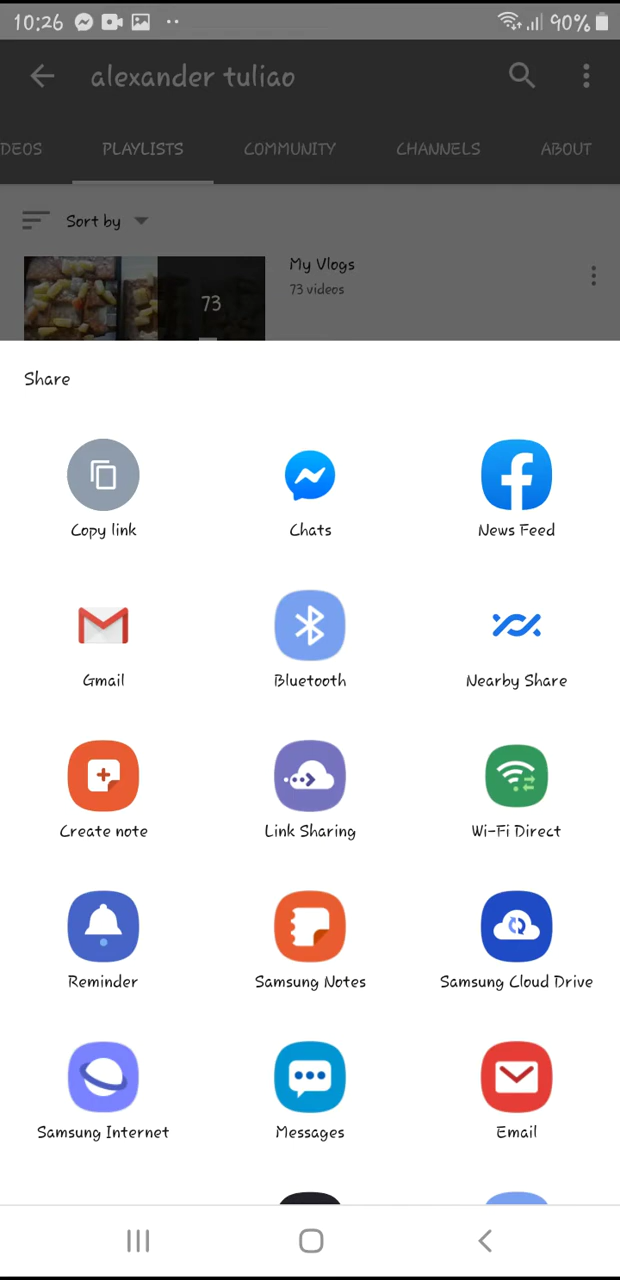 10:26 90%
alexander tuliao
DEOS PLAYLISTS COMMUNITY CHANNELS ABOUT
Sort by
My Vlogs
73 videos
73
Share
Copy link Chats News Feed
Gmail Bluetooth Nearby Share
Create note Link Sharing Wi-Fi Direct
Reminder Samsung Notes Samsung Cloud Drive
Samsung Internet Messages Email